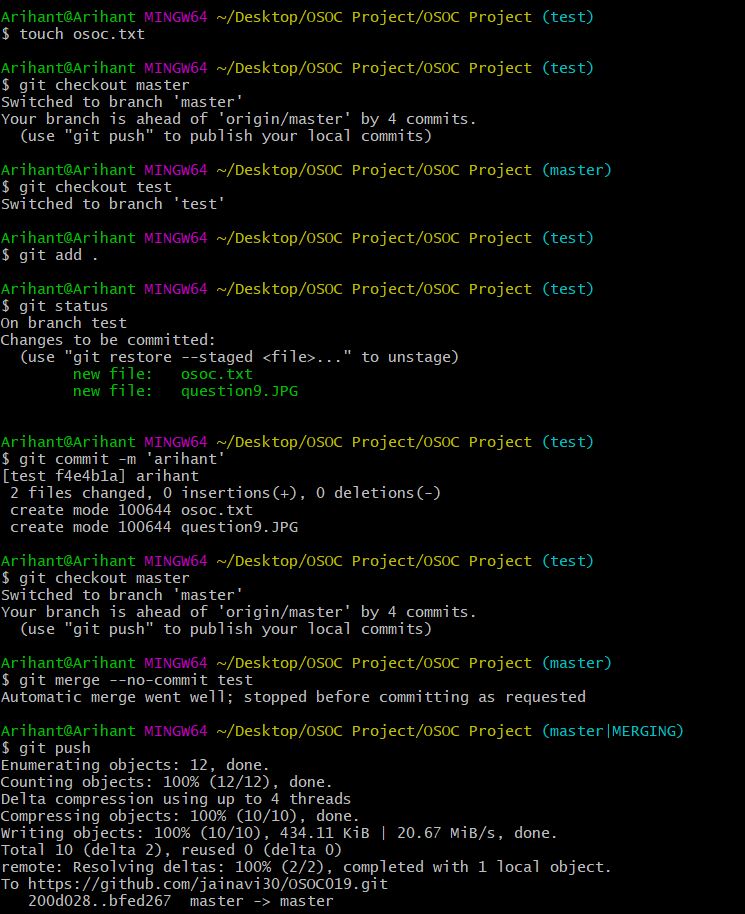 Arihant@Arihant MINGW64 ~/Desktop/OSOC Project/OSOC Project (test)
$ touch osoc.txt
Arihant@Arihant MINGW64 ~/Desktop/OSOC Project/OSOC Project (test)
$ git checkout master
Switched to branch 'master'
Your branch is ahead of 'origin/master' by 4 commits.
  (use "git push" to publish your local commits)
Arihant@Arihant MINGW64 ~/Desktop/OSOC Project/OSOC Project (master)
$ git checkout test
Switched to branch 'test'
Arihant@Arihant MINGW64 ~/Desktop/OSOC Project/OSOC Project (test)
$ git add .
Arihant@Arihant MINGW64 ~/Desktop/OSOC Project/OSOC Project (test)
$ git status
On branch test
Changes to be committed:
  (use "git restore --staged <file>..." to unstage)
        new file:   osoc.txt
        new file:   question9.JPG
Arihant@Arihant MINGW64 ~/Desktop/OSOC Project/OSOC Project (test)
$ git commit -m 'arihant'
[test f4e4b1a] arihant
 2 files changed, 0 insertions(+), 0 deletions(-)
 create mode 100644 osoc.txt
 create mode 100644 question9.JPG
Arihant@Arihant MINGW64 ~/Desktop/OSOC Project/OSOC Project (test)
$ git checkout master
Switched to branch 'master'
Your branch is ahead of 'origin/master' by 4 commits.
  (use "git push" to publish your local commits)
Arihant@Arihant MINGW64 ~/Desktop/OSOC Project/OSOC Project (master)
$ git merge --no-commit test
Automatic merge went well; stopped before committing as requested
Arihant@Arihant MINGW64 ~/Desktop/OSOC Project/OSOC Project (master|MERGING)
$ git push
Enumerating objects: 12, done.
Counting objects: 100% (12/12), done.
Delta compression using up to 4 threads
Compressing objects: 100% (10/10), done.
Writing objects: 100% (10/10), 434.11 KiB | 20.67 MiB/s, done.
Total 10 (delta 2), reused 0 (delta 0)
remote: Resolving deltas: 100% (2/2), completed with 1 local object.
To https://github.com/jainavi30/OSOC019.git
   200d028..bfed267  master -> master